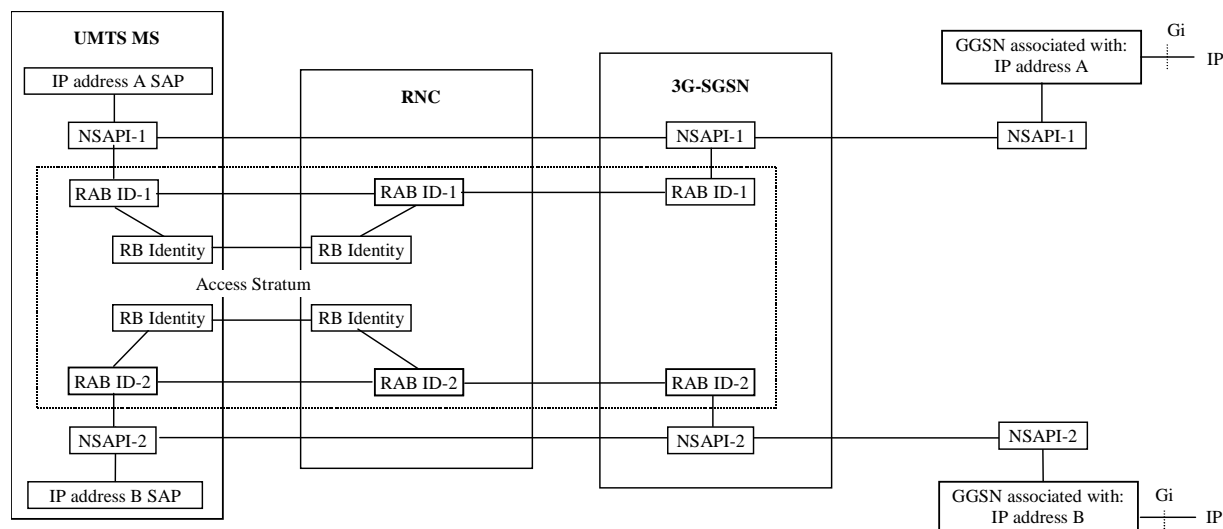 UMTS MS
IP address A SAP
RNC
3G-SGSN
GGSN associated with:
IP address A
Gi
IP
NSAPI-1
NSAPI-1
NSAPI-1
RAB ID-1
RAB ID-1
RAB ID-1
RB Identity
RB Identity
Access Stratum
RB Identity
RB Identity
RAB ID-2
RAB ID-2
RAB ID-2
NSAPI-2
NSAPI-2
NSAPI-2
IP address B SAP
GGSN associated with:
IP address B
Gi
IP